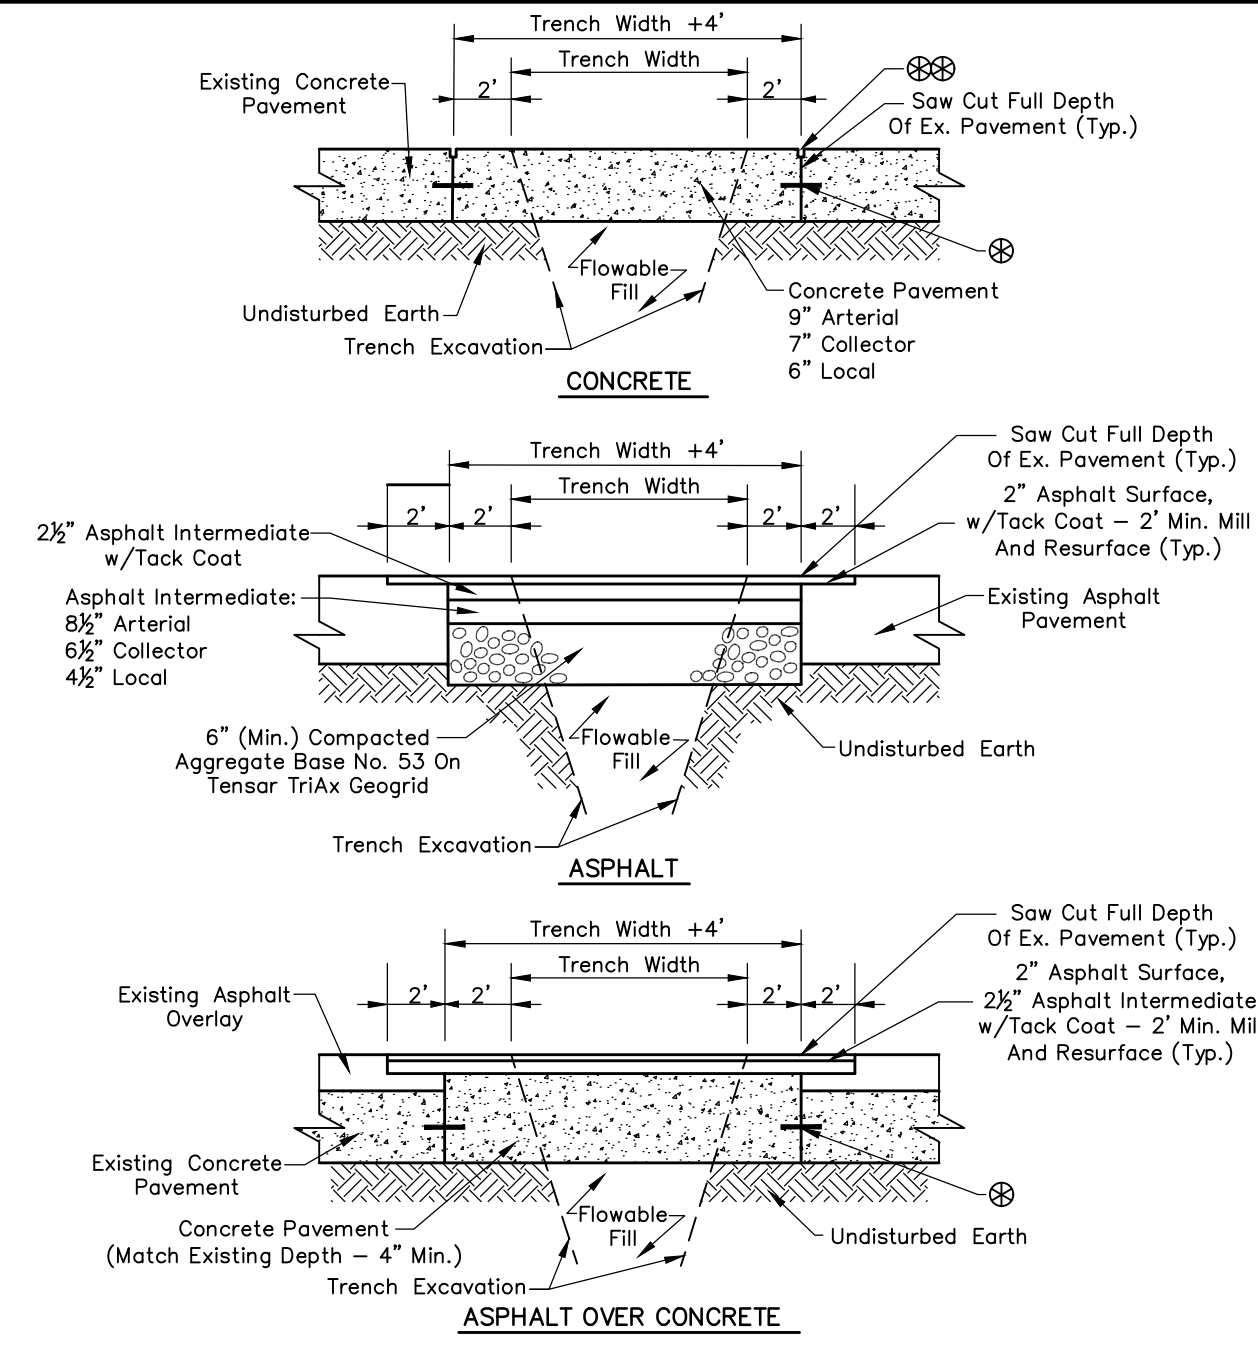 Trench Width +4'
Trench Width
2'
2'
Existing Concrete
Pavement
Saw Cut Full Depth
Of Ex. Pavement (Typ.)
Flowable
Fill
Undisturbed Earth
Trench Excavation
Concrete Pavement
9" Arterial
7" Collector
6" Local
CONCRETE
Trench Width +4'
Trench Width
2'
2'
2'
2'
Saw Cut Full Depth
Of Ex. Pavement (Typ.)
2" Asphalt Surface,
w/Tack Coat – 2' Min. Mill
And Resurface (Typ.)
2½" Asphalt Intermediate
w/Tack Coat
Asphalt Intermediate:
8½" Arterial
6½" Collector
4½" Local
Existing Asphalt
Pavement
6" (Min.) Compacted
Aggregate Base No. 53 On
Tensar TriAx Geogrid
Flowable
Fill
Undisturbed Earth
Trench Excavation
ASPHALT
Trench Width +4'
Trench Width
2'
2'
2'
2'
Saw Cut Full Depth
Of Ex. Pavement (Typ.)
2" Asphalt Surface,
2½" Asphalt Intermediate
w/Tack Coat – 2' Min. Mil
And Resurface (Typ.)
Existing Asphalt
Overlay
Existing Concrete
Pavement
Concrete Pavement
(Match Existing Depth – 4" Min.)
Flowable
Fill
Undisturbed Earth
Trench Excavation
ASPHALT OVER CONCRETE